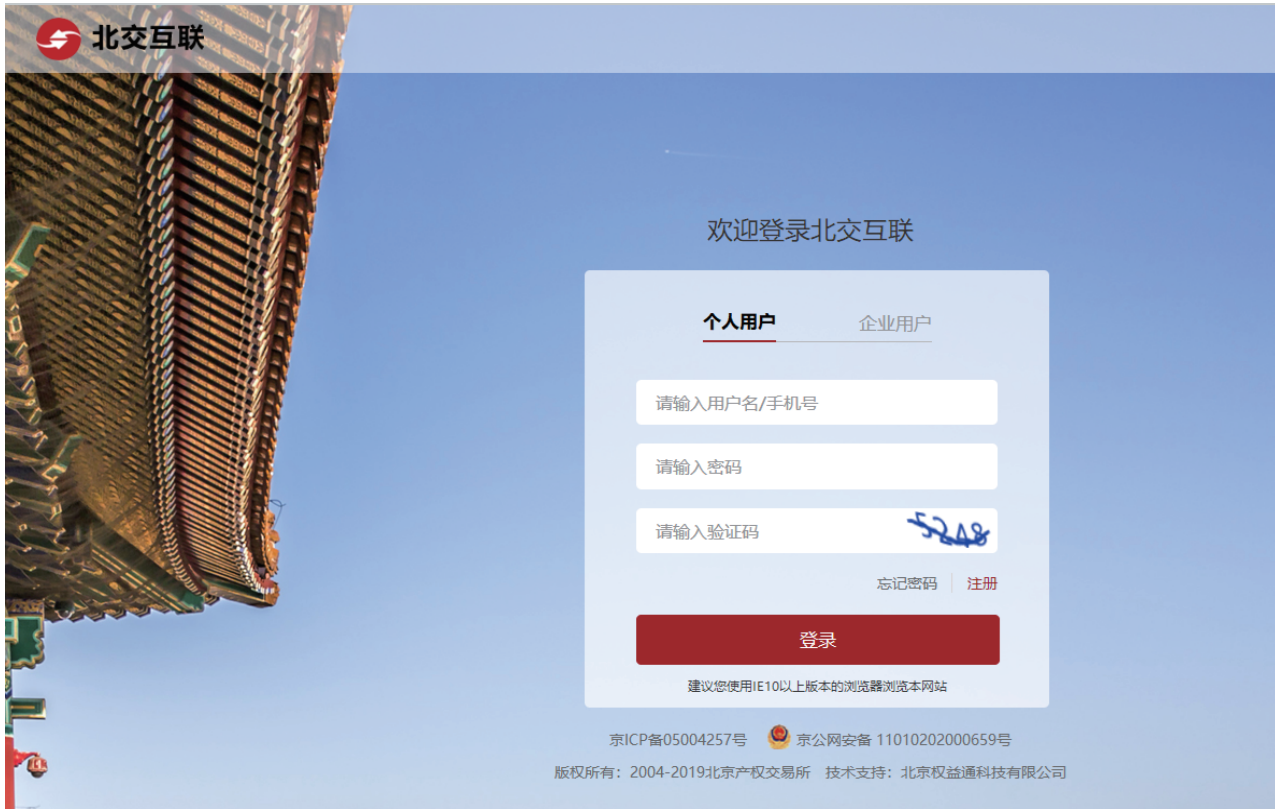 北交互联
欢迎登录北交互联
个人用户 企业用户
请输入用户名/手机号
请输入密码
请输入验证码 5248
忘记密码 注册
登录
建议您使用IE10以上版本的浏览器浏览本网站
京ICP备05004257号 京公网安备 11010202000659号
版权所有：2004-2019北京产权交易所 技术支持：北京权益通科技有限公司